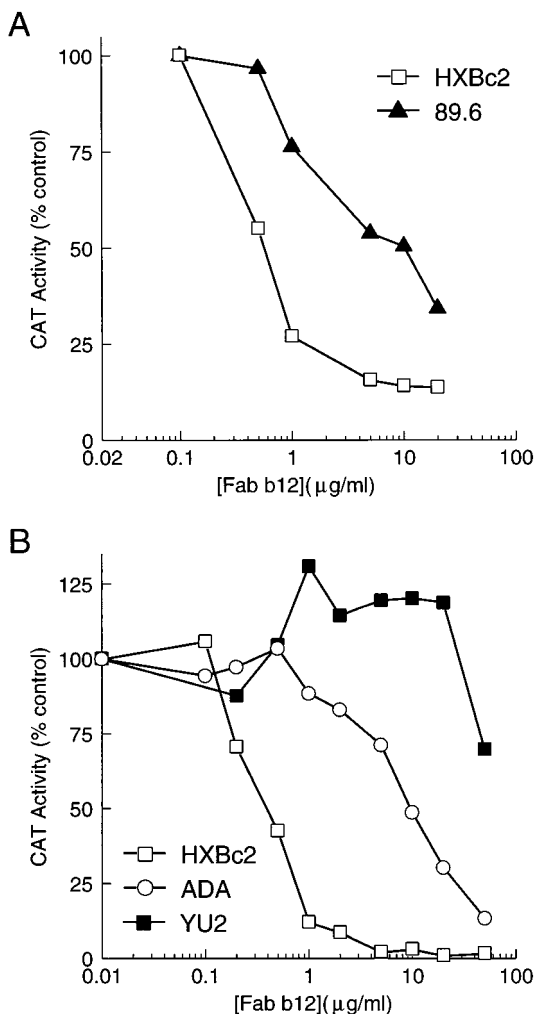 A
HXBc2
89.6
CAT Activity (% control)
100
75
50
25
0
0.02
0.1
1
10
100
[Fab b12](μg/ml)
B
CAT Activity (% control)
125
100
75
50
25
0
HXBc2
ADA
YU2
0.01
0.1
1
10
100
[Fab b12](μg/ml)